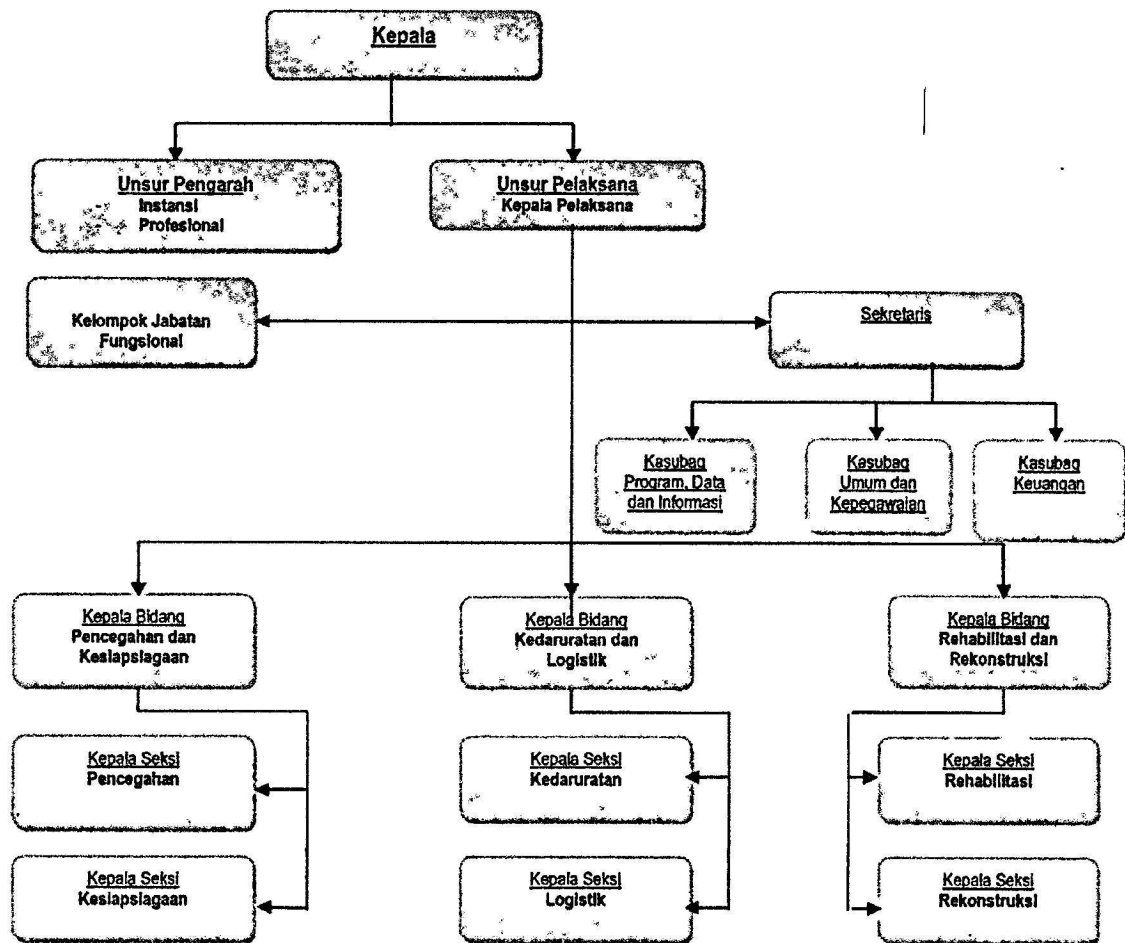 Kepala
Unsur Pengarah
Instansi
Profesional
Unsur Pelaksana
Kepala Pelaksana
Kelompok Jabatan
Fungsional
Sekretaris
Kasubag
Program, Data
dan Informasi
Kasubag
Umum dan
Kepegawaian
Kasubag
Keuangan
Kepala Bidang
Pencegahan dan
Kesiapsiagaan
Kepala Bidang
Kedaruratan dan
Logistik
Kepala Bidang
Rehabilitasi dan
Rekonstruksi
Kepala Seksi
Pencegahan
Kepala Seksi
Kedaruratan
Kepala Seksi
Rehabilitasi
Kepala Seksi
Kesiapsiagaan
Kepala Seksi
Logistik
Kepala Seksi
Rekonstruksi